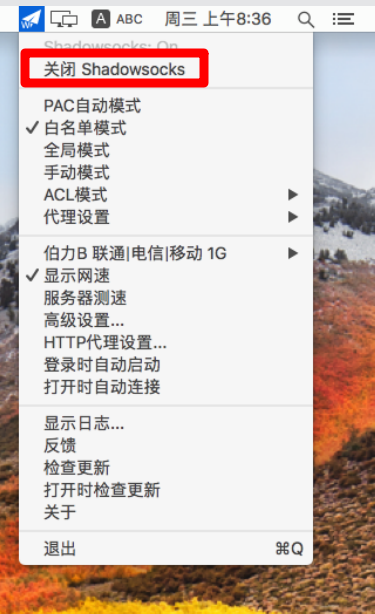 A ABC 周三 上午8:36
Shadowsocks: On
关闭 Shadowsocks
PAC自动模式
✓ 白名单模式
全局模式
手动模式
ACL模式
代理设置
伯力B 联通|电信|移动 1G
✓ 显示网速
服务器测速
高级设置...
HTTP代理设置...
登录时自动启动
打开时自动连接
显示日志...
反馈
检查更新
打开时检查更新
关于
退出 ⌘Q